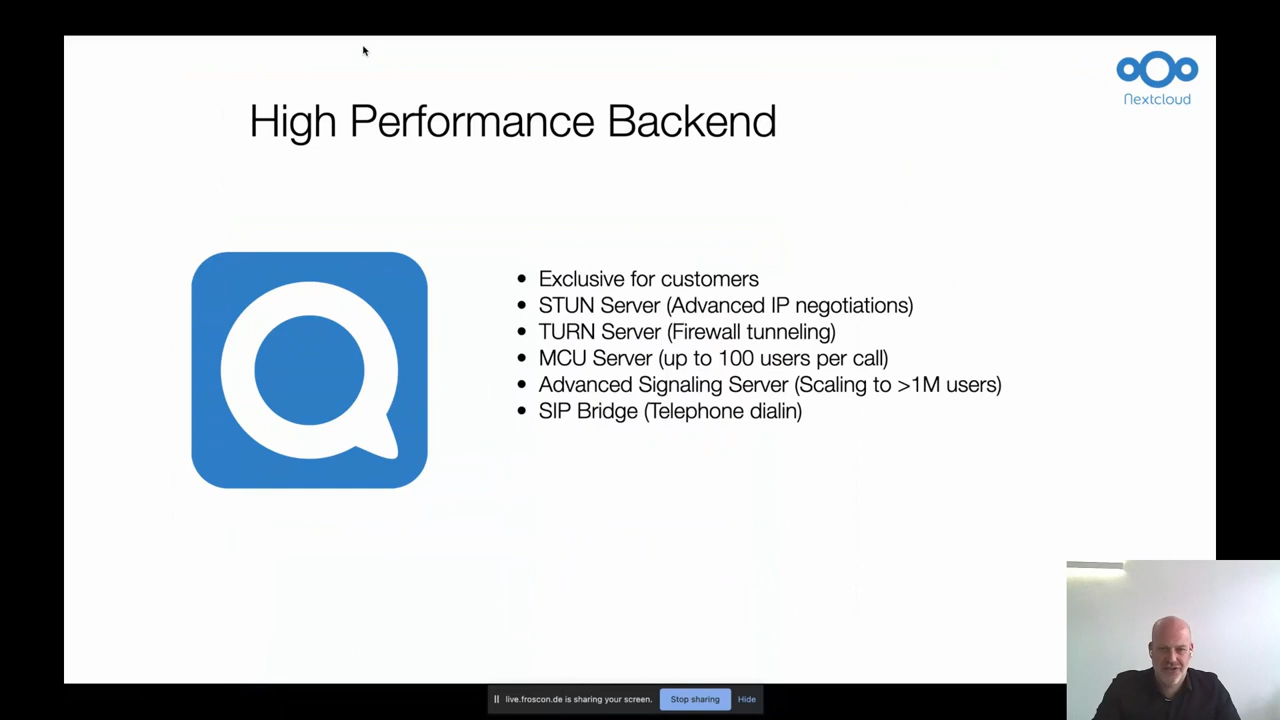 Nextcloud
High Performance Backend
• Exclusive for customers
• STUN Server (Advanced IP negotiations)
• TURN Server (Firewall tunneling)
• MCU Server (up to 100 users per call)
• Advanced Signaling Server (Scaling to >1M users)
• SIP Bridge (Telephone dialin)
live.froscon.de is sharing your screen.
Stop sharing
Hide